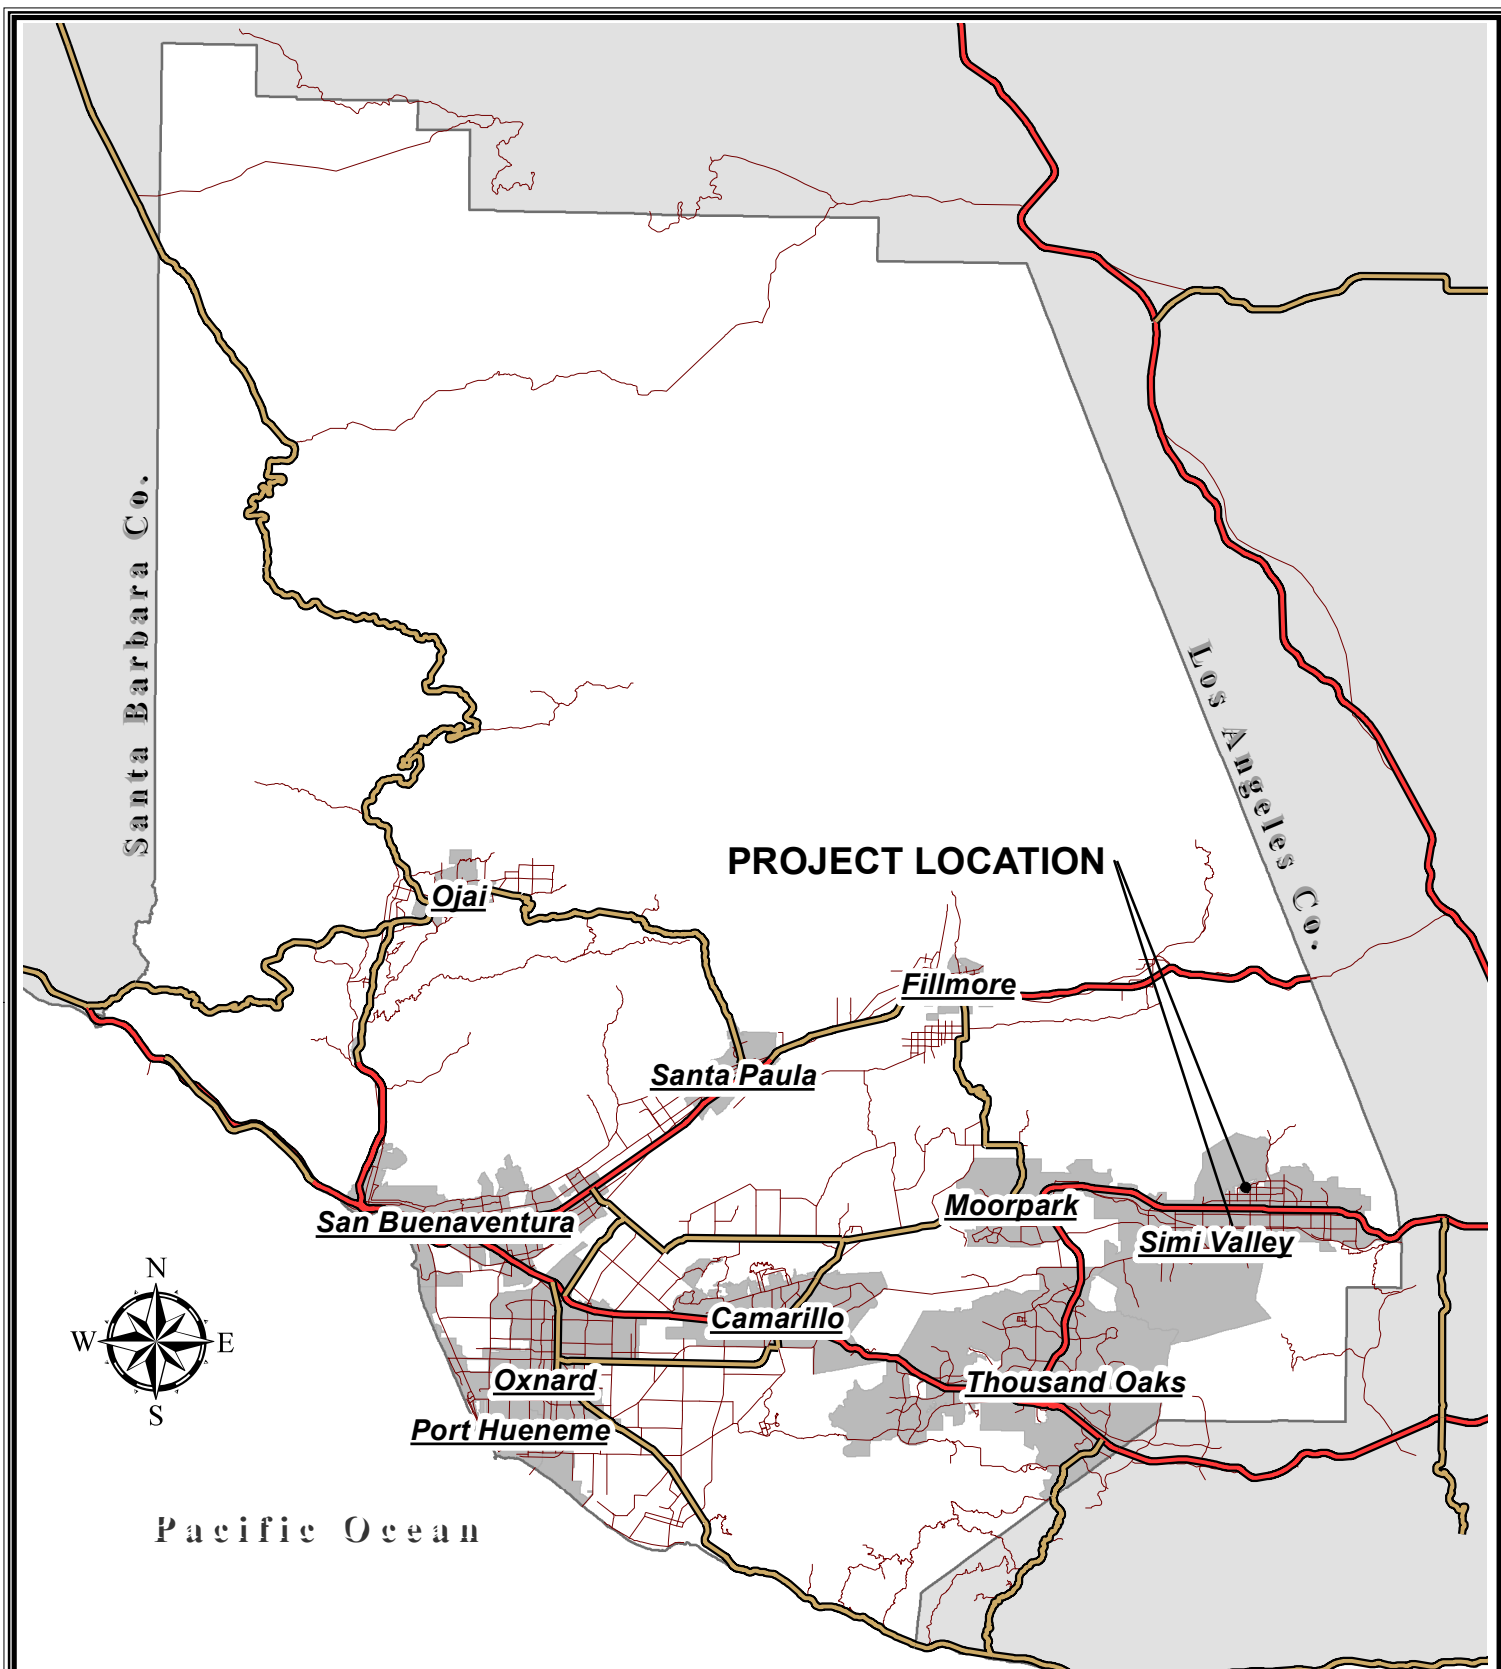 Santa Barbara Co.
Los Angeles Co.
PROJECT LOCATION
Ojai
Fillmore
Santa Paula
Moorpark
San Buenaventura
Simi Valley
N
W
E
S
Camarillo
Oxnard
Thousand Oaks
Port Hueneme
Pacific Ocean